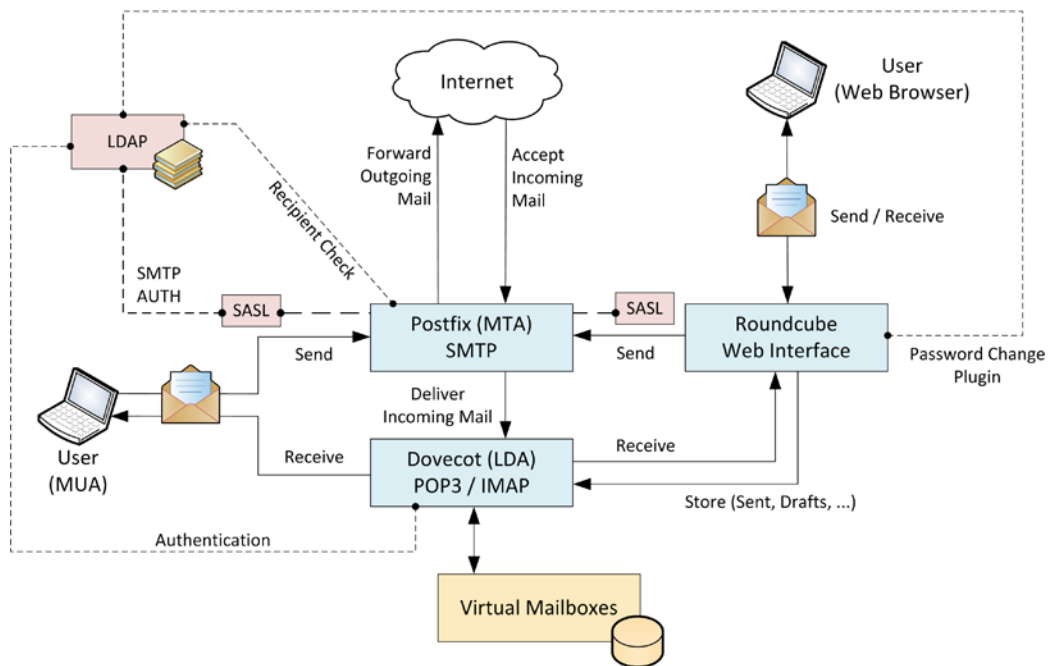 Internet
User
(Web Browser)
LDAP
Forward
Outgoing
Mail
Accept
Incoming
Mail
Recipient Check
Send / Receive
SMTP
AUTH
SASL
SASL
Postfix (MTA)
SMTP
Roundcube
Web Interface
Send
Send
Password Change
Plugin
Deliver
Incoming Mail
User
(MUA)
Receive
Dovecot (LDA)
POP3 / IMAP
Receive
Store (Sent, Drafts, ...)
Authentication
Virtual Mailboxes